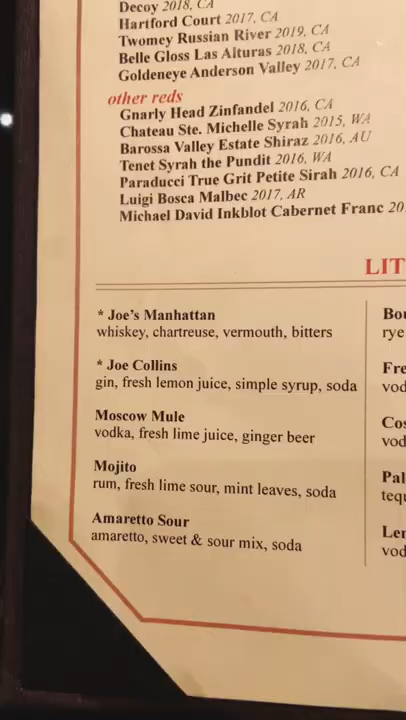 Decoy 2018, CA
Hartford Court 2017, CA
Twomey Russian River 2019, CA
Belle Gloss Las Alturas 2018, CA
Goldeneye Anderson Valley 2017, CA
other reds
Gnarly Head Zinfandel 2016, CA
Chateau Ste. Michelle Syrah 2015, WA
Barossa Valley Estate Shiraz 2016, AU
Tenet Syrah the Pundit 2016, WA
Paraducci True Grit Petite Sirah 2016, CA
Luigi Bosca Malbec 2017, AR
Michael David Inkblot Cabernet Franc 20
LIT
* Joe's Manhattan
whiskey, chartreuse, vermouth, bitters
* Joe Collins
gin, fresh lemon juice, simple syrup, soda
Moscow Mule
vodka, fresh lime juice, ginger beer
Mojito
rum, fresh lime sour, mint leaves, soda
Amaretto Sour
amaretto, sweet & sour mix, soda
Bou
rye
Fre
vod
Cos
vod
Pal
tequ
Ler
vod